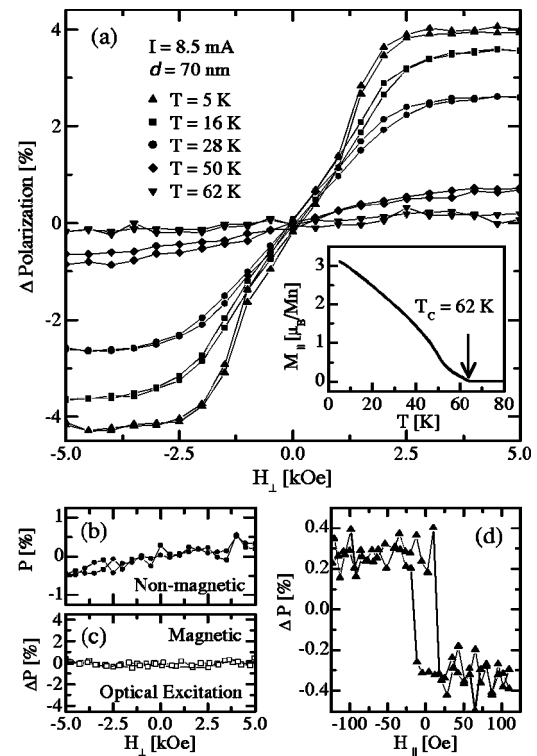 (a)
I = 8.5 mA
d = 70 nm
T = 5 K
T = 16 K
T = 28 K
T = 50 K
T = 62 K
Δ Polarization [%]
4
2
0
-2
-4
-5.0 -2.5 0.0 2.5 5.0
H⊥ [kOe]
M∥ [μB/Mn]
3
2
1
0
TC = 62 K
0 20 40 60 80
T [K]
(b)
P [%]
1
0
-1
Non-magnetic
(c)
ΔP [%]
4
2
0
-2
-4
Magnetic
Optical Excitation
-5.0 -2.5 0.0 2.5 5.0
H⊥ [kOe]
(d)
ΔP [%]
0.4
0.2
0.0
-0.2
-0.4
-100 -50 0 50 100
H∥ [Oe]